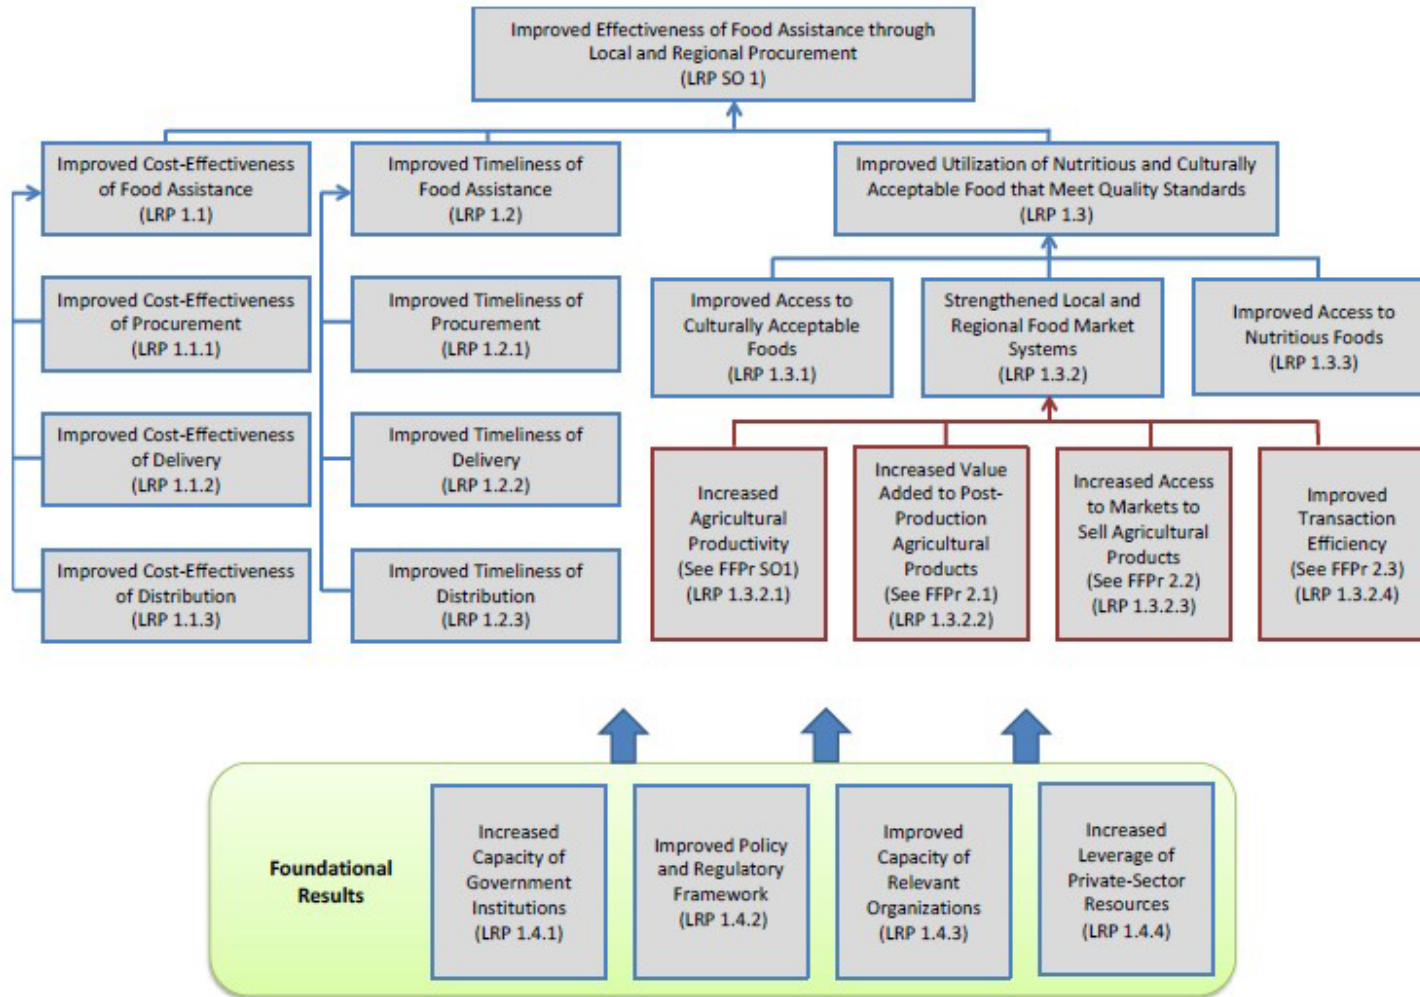 Improved Effectiveness of Food Assistance through
Local and Regional Procurement
(LRP SO 1)
Improved Cost-Effectiveness
of Food Assistance
(LRP 1.1)
Improved Timeliness of
Food Assistance
(LRP 1.2)
Improved Utilization of Nutritious and Culturally
Acceptable Food that Meet Quality Standards
(LRP 1.3)
Improved Cost-Effectiveness
of Procurement
(LRP 1.1.1)
Improved Timeliness of
Procurement
(LRP 1.2.1)
Improved Access to
Culturally Acceptable
Foods
(LRP 1.3.1)
Strengthened Local and
Regional Food Market
Systems
(LRP 1.3.2)
Improved Access to
Nutritious Foods
(LRP 1.3.3)
Improved Cost-Effectiveness
of Delivery
(LRP 1.1.2)
Improved Timeliness of
Delivery
(LRP 1.2.2)
Increased
Agricultural
Productivity
(See FFPr SO1)
(LRP 1.3.2.1)
Increased Value
Added to Post-
Production
Agricultural
Products
(See FFPr 2.1)
(LRP 1.3.2.2)
Increased Access
to Markets to
Sell Agricultural
Products
(See FFPr 2.2)
(LRP 1.3.2.3)
Improved
Transaction
Efficiency
(See FFPr 2.3)
(LRP 1.3.2.4)
Improved Cost-Effectiveness
of Distribution
(LRP 1.1.3)
Improved Timeliness of
Distribution
(LRP 1.2.3)
Foundational
Results
Increased
Capacity of
Government
Institutions
(LRP 1.4.1)
Improved Policy
and Regulatory
Framework
(LRP 1.4.2)
Improved
Capacity of
Relevant
Organizations
(LRP 1.4.3)
Increased
Leverage of
Private-Sector
Resources
(LRP 1.4.4)